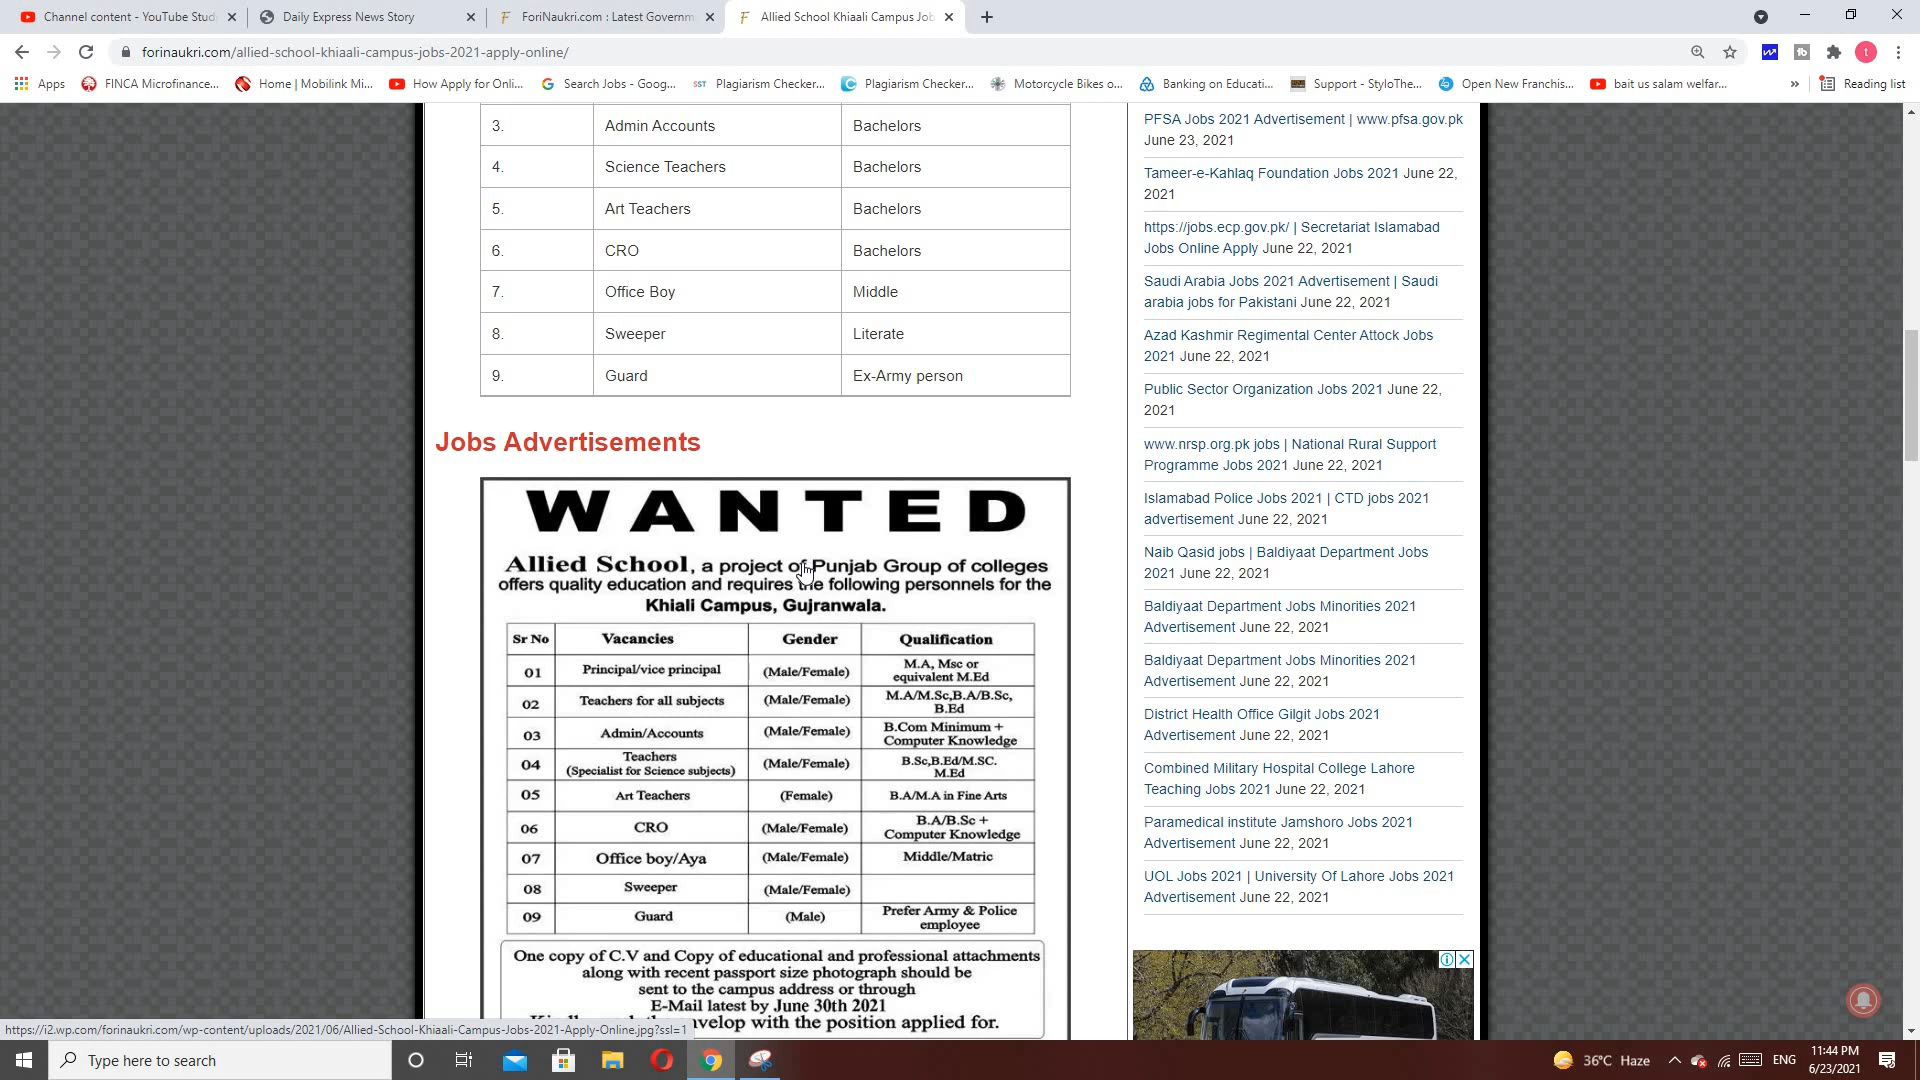 Channel content - YouTube Stud
Daily Express News Story
ForiNaukri.com : Latest Governm
Allied School Khiaali Campus Job
forinaukri.com/allied-school-khiaali-campus-jobs-2021-apply-online/
t
Apps
FINCA Microfinance...
Home | Mobilink Mi...
How Apply for Onli...
Search Jobs - Goog...
SST Plagiarism Checker...
Plagiarism Checker...
Motorcycle Bikes o...
Banking on Educati...
Support - StyloThe...
Open New Franchis...
bait us salam welfar...
»
Reading list
3. Admin Accounts Bachelors
4. Science Teachers Bachelors
5. Art Teachers Bachelors
6. CRO Bachelors
7. Office Boy Middle
8. Sweeper Literate
9. Guard Ex-Army person
Jobs Advertisements
WANTED
Allied School, a project of Punjab Group of colleges
offers quality education and requires the following personnels for the
Khiali Campus, Gujranwala.
Sr No Vacancies Gender Qualification
01 Principal/vice principal (Male/Female) M.A, Msc or
equivalent M.Ed
02 Teachers for all subjects (Male/Female) M.A/M.Sc,B.A/B.Sc,
B.Ed
03 Admin/Accounts (Male/Female) B.Com Minimum +
Computer Knowledge
04 Teachers
(Specialist for Science subjects) (Male/Female) B.Sc,B.Ed/M.SC.
M.Ed
05 Art Teachers (Female) B.A/M.A in Fine Arts
06 CRO (Male/Female) B.A/B.Sc +
Computer Knowledge
07 Office boy/Aya (Male/Female) Middle/Matric
08 Sweeper (Male/Female)
09 Guard (Male) Prefer Army & Police
employee
One copy of C.V and Copy of educational and professional attachments
along with recent passport size photograph should be
sent to the campus address or through
E-Mail latest by June 30th 2021
envelop with the position applied for.
PFSA Jobs 2021 Advertisement | www.pfsa.gov.pk
June 23, 2021
Tameer-e-Kahlaq Foundation Jobs 2021 June 22,
2021
https://jobs.ecp.gov.pk/ | Secretariat Islamabad
Jobs Online Apply June 22, 2021
Saudi Arabia Jobs 2021 Advertisement | Saudi
arabia jobs for Pakistani June 22, 2021
Azad Kashmir Regimental Center Attock Jobs
2021 June 22, 2021
Public Sector Organization Jobs 2021 June 22,
2021
www.nrsp.org.pk jobs | National Rural Support
Programme Jobs 2021 June 22, 2021
Islamabad Police Jobs 2021 | CTD jobs 2021
advertisement June 22, 2021
Naib Qasid jobs | Baldiyaat Department Jobs
2021 June 22, 2021
Baldiyaat Department Jobs Minorities 2021
Advertisement June 22, 2021
Baldiyaat Department Jobs Minorities 2021
Advertisement June 22, 2021
District Health Office Gilgit Jobs 2021
Advertisement June 22, 2021
Combined Military Hospital College Lahore
Teaching Jobs 2021 June 22, 2021
Paramedical institute Jamshoro Jobs 2021
Advertisement June 22, 2021
UOL Jobs 2021 | University Of Lahore Jobs 2021
Advertisement June 22, 2021
https://i2.wp.com/forinaukri.com/wp-content/uploads/2021/06/Allied-School-Khiaali-Campus-Jobs-2021-Apply-Online.jpg?ssl=1
Type here to search
36°C Haze
ENG
11:44 PM
6/23/2021